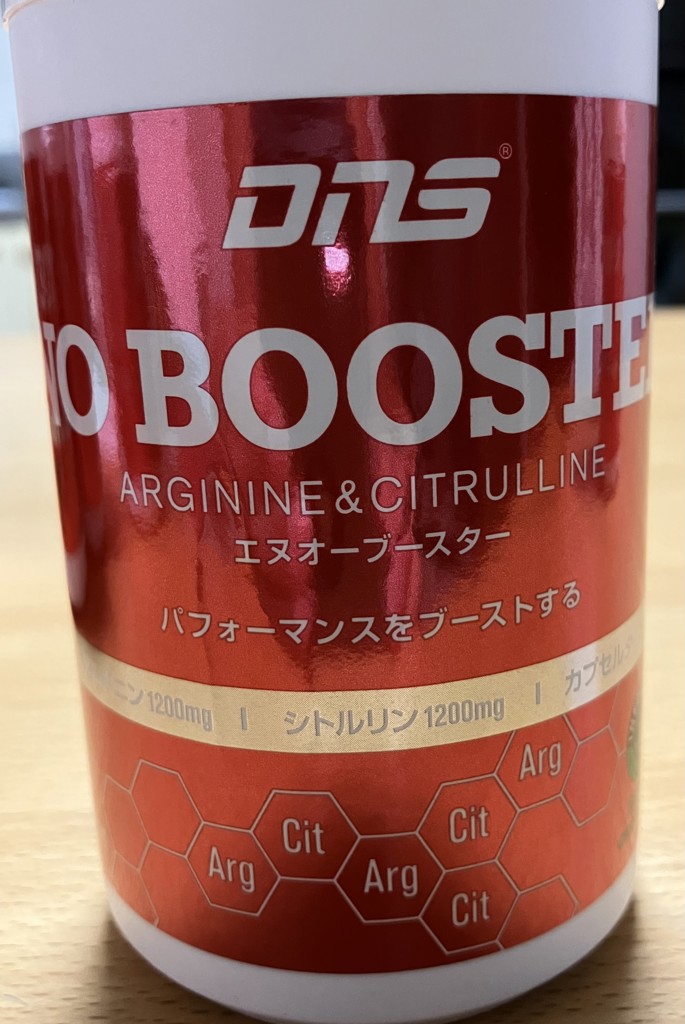 DNS®
NO BOOSTE
ARGININE & CITRULLINE
エヌオーブースター
パフォーマンスをブーストする
ニン1200mg | シトルリン1200mg | カプセル
Arg
Cit
Cit
Arg
Arg
Cit